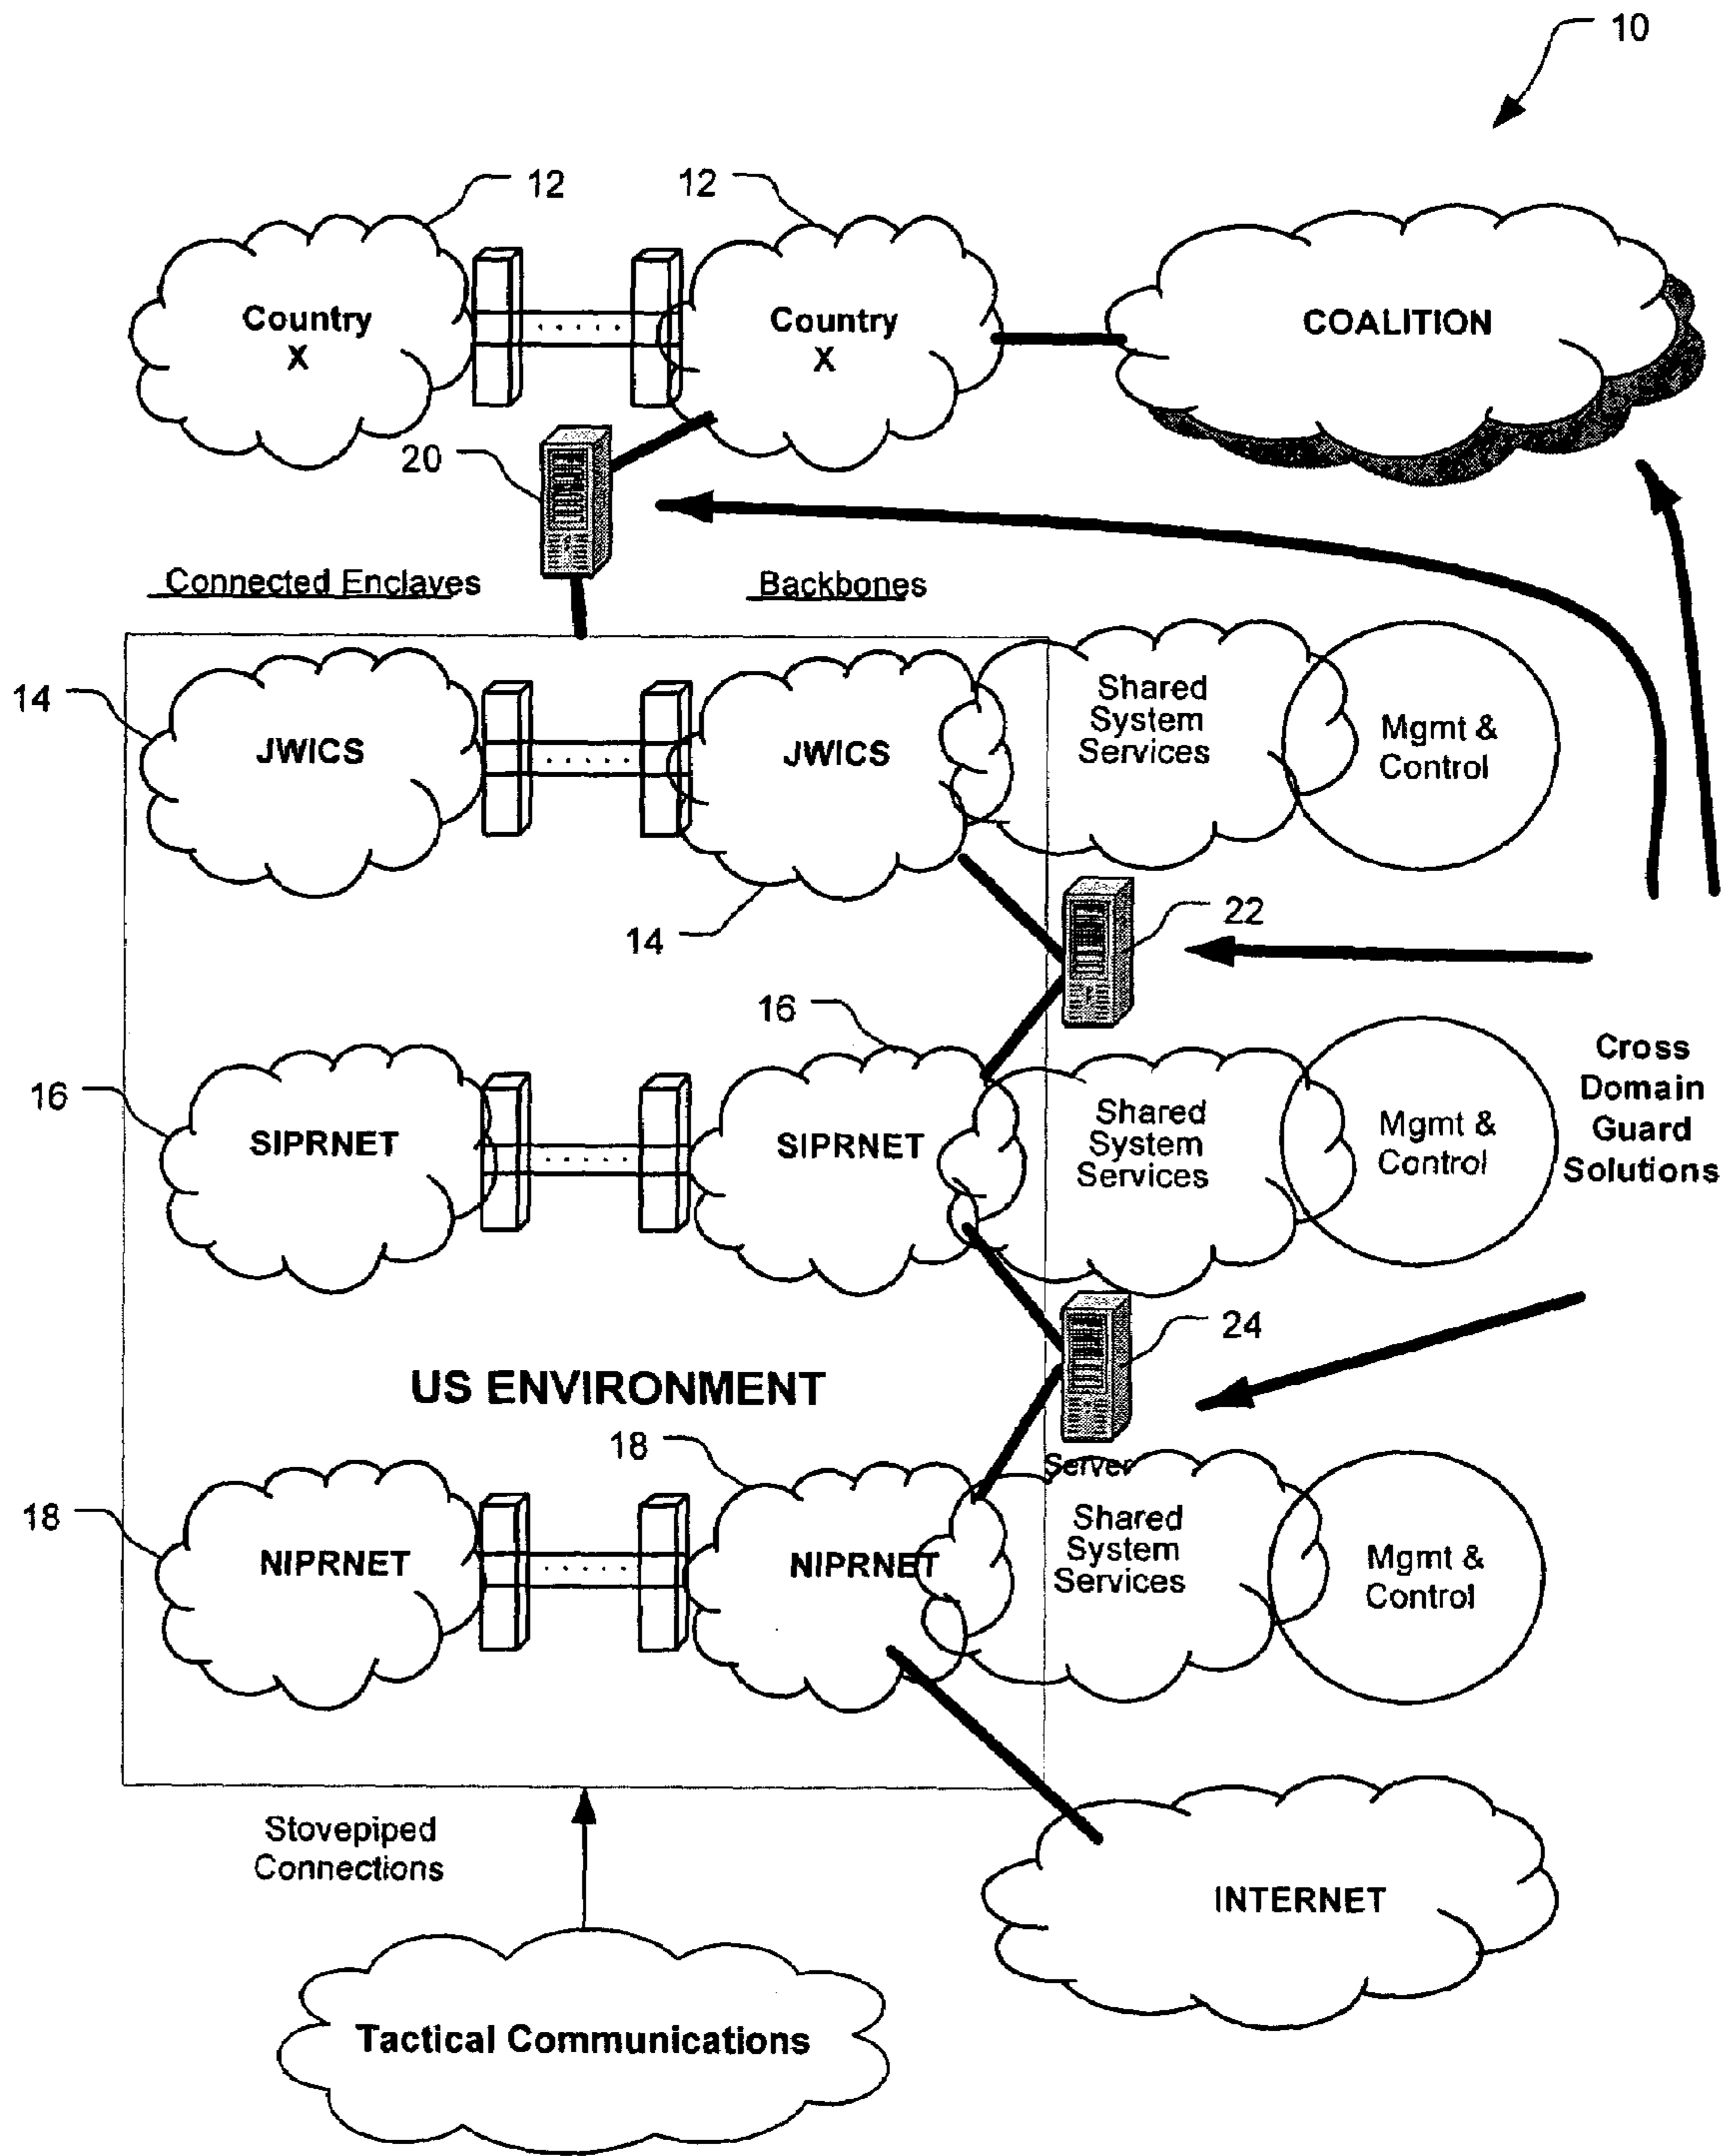 10
12
12
Country
X
Country
X
COALITION
20
Connected Enclaves
Backbones
14
JWICS
JWICS
Shared
System
Services
Mgmt &
Control
14
22
16
16
SIPRNET
SIPRNET
Shared
System
Services
Mgmt &
Control
Cross
Domain
Guard
Solutions
24
US ENVIRONMENT
18
Server
18
NIPRNET
NIPRNET
Shared
System
Services
Mgmt &
Control
Stovepiped
Connections
INTERNET
Tactical Communications